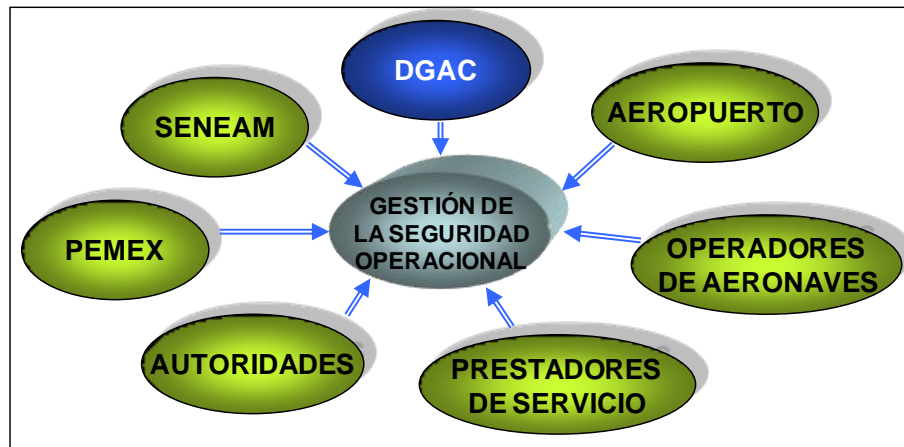 DGAC
SENEAM
AEROPUERTO
GESTIÓN DE
LA SEGURIDAD
OPERACIONAL
PEMEX
OPERADORES
DE AERONAVES
AUTORIDADES
PRESTADORES
DE SERVICIO